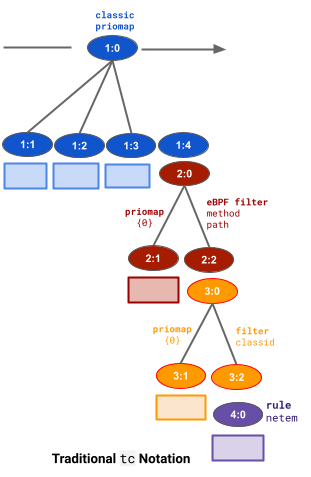 classic
priomap
1:0
1:1
1:2
1:3
1:4
2:0
priomap
{0}
eBPF filter
method
path
2:1
2:2
3:0
priomap
{0}
filter
classid
3:1
3:2
4:0
rule
netem
Traditional tc Notation